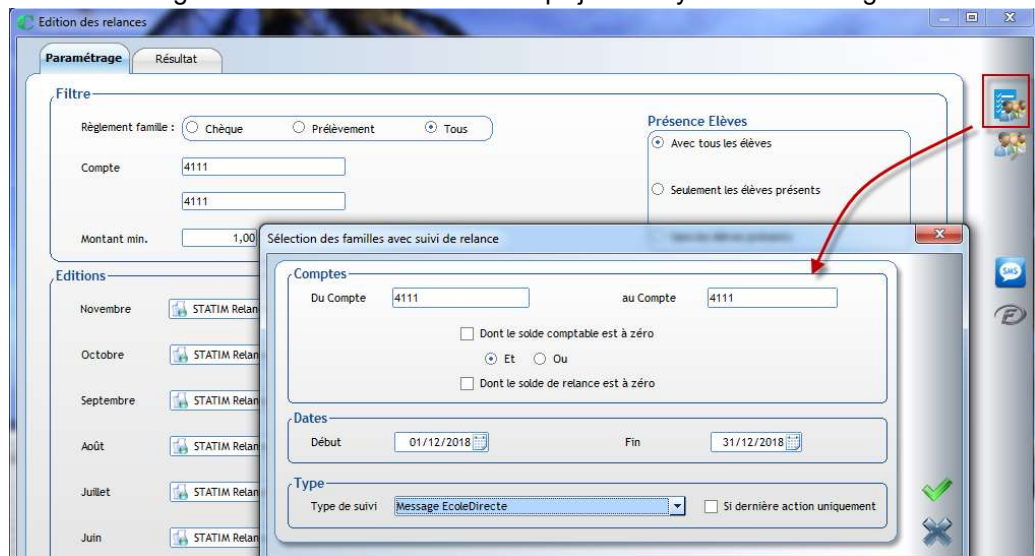 Edition des relances
Paramétrage Résultat
Filtre
Règlement famille : Chèque Prélèvement Tous
Présence Elèves
Avec tous les élèves
Compte 4111
Seulement les élèves présents
4111
Montant min. 1,00
Sélection des familles avec suivi de relance
Comptes
Du Compte 4111 au Compte 4111
Dont le solde comptable est à zéro
Et Ou
Dont le solde de relance est à zéro
Dates
Début 01/12/2018 Fin 31/12/2018
Type
Type de suivi Message EcoleDirecte Si dernière action uniquement
Editions
Novembre STATIM Relan
Octobre STATIM Relan
Septembre STATIM Relan
Août STATIM Relan
Juillet STATIM Relan
Juin STATIM Relan
SMS